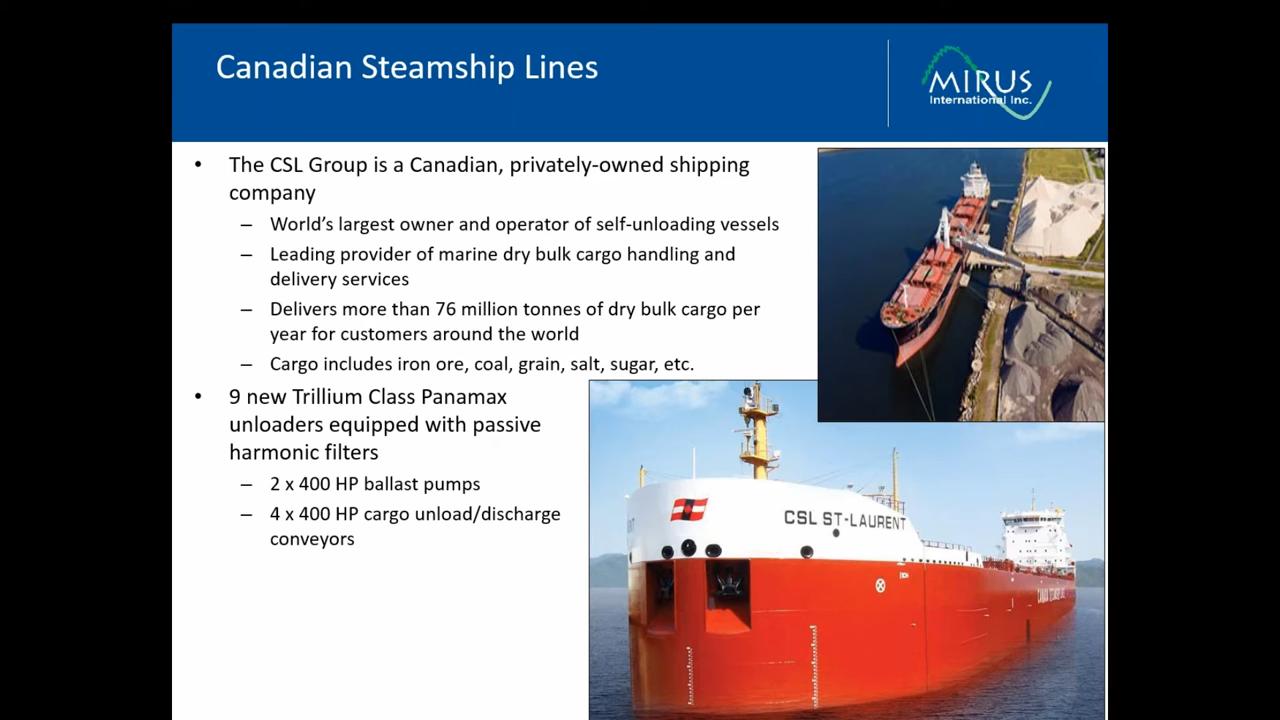 Canadian Steamship Lines
MIRUS
International Inc.
• The CSL Group is a Canadian, privately-owned shipping
company
– World's largest owner and operator of self-unloading vessels
– Leading provider of marine dry bulk cargo handling and
delivery services
– Delivers more than 76 million tonnes of dry bulk cargo per
year for customers around the world
– Cargo includes iron ore, coal, grain, salt, sugar, etc.
• 9 new Trillium Class Panamax
unloaders equipped with passive
harmonic filters
– 2 x 400 HP ballast pumps
– 4 x 400 HP cargo unload/discharge
conveyors
CSL ST-LAURENT